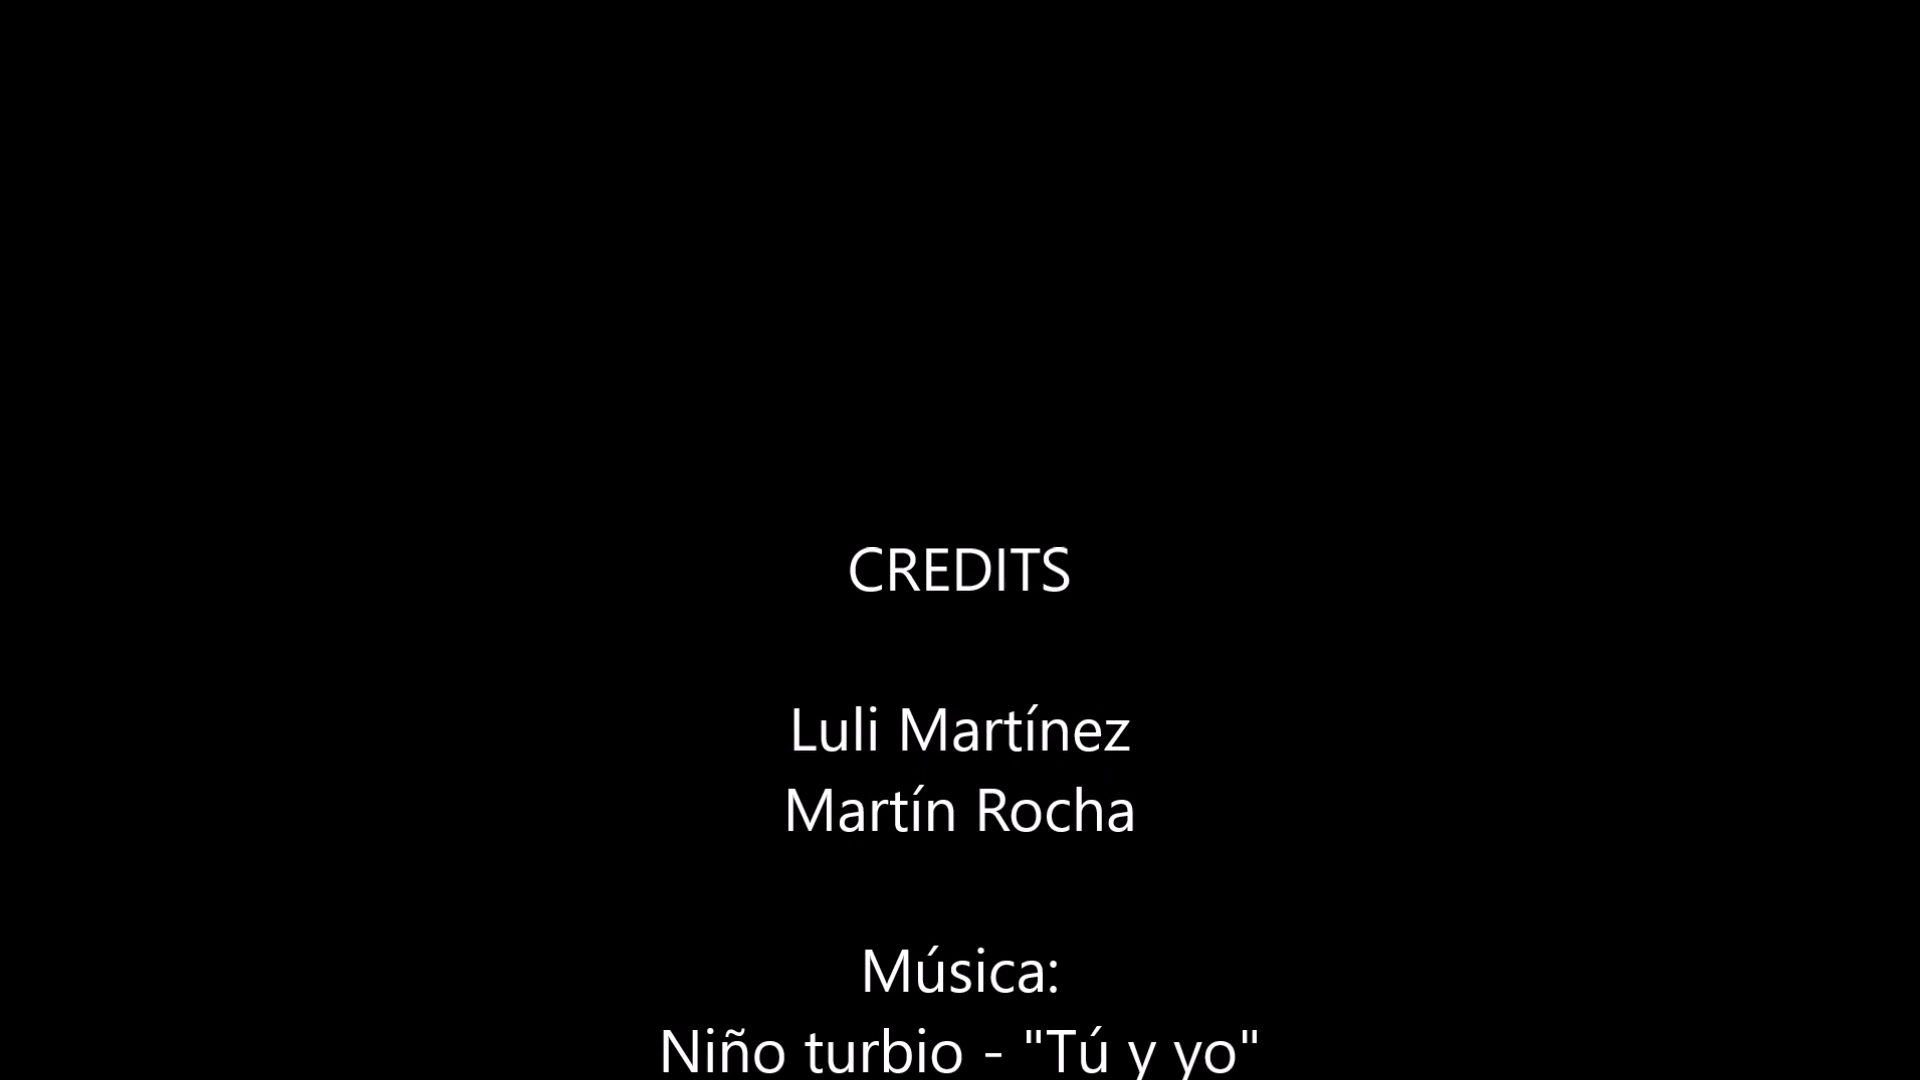 CREDITS
Luli Martínez
Martín Rocha
Música:
Niño turbio - "Tú y yo"